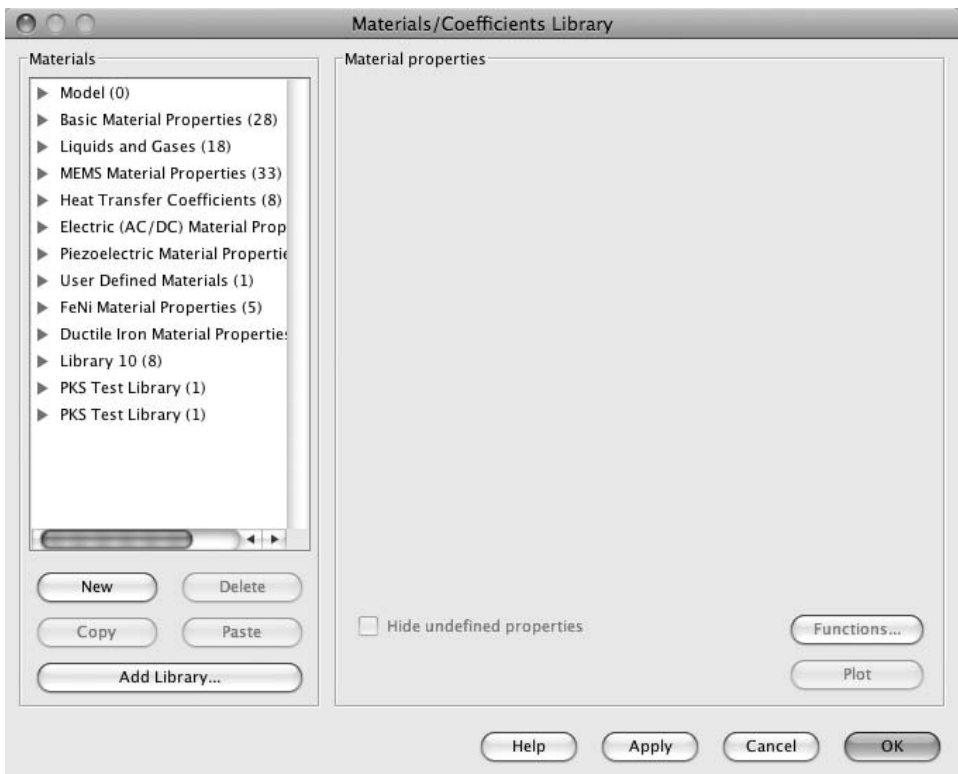 Materials/Coefficients Library
Materials
Model (0)
Basic Material Properties (28)
Liquids and Gases (18)
MEMS Material Properties (33)
Heat Transfer Coefficients (8)
Electric (AC/DC) Material Prop
Piezoelectric Material Propertie
User Defined Materials (1)
FeNi Material Properties (5)
Ductile Iron Material Properties
Library 10 (8)
PKS Test Library (1)
PKS Test Library (1)
New
Delete
Copy
Paste
Add Library...
Material properties
Hide undefined properties
Functions...
Plot
Help
Apply
Cancel
OK